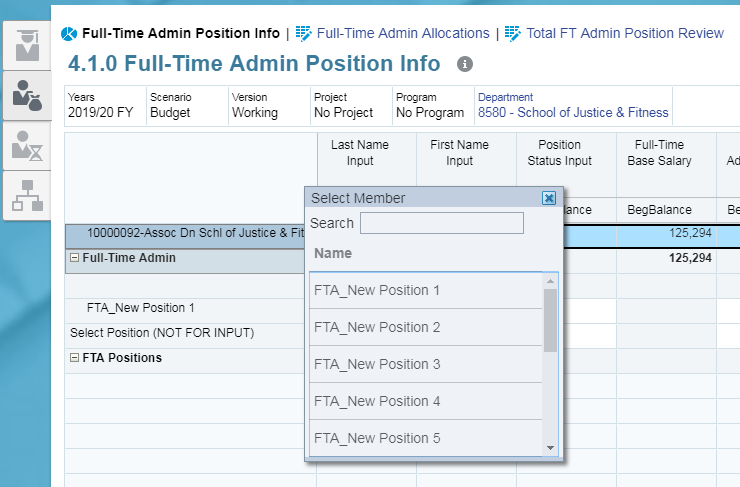 Full-Time Admin Position Info | Full-Time Admin Allocations | Total FT Admin Position Review
4.1.0 Full-Time Admin Position Info
Years Scenario Version Project Program Department
2019/20 FY Budget Working No Project No Program 8580 - School of Justice & Fitness
Last Name First Name Position Full-Time
Input Input Status Input Base Salary Ad
lance BegBalance Be
10000092-Assoc Dn Schl of Justice & Fit 125,294
Full-Time Admin 125,294
FTA_New Position 1
Select Position (NOT FOR INPUT)
FTA Positions
Select Member
Search
Name
FTA_New Position 1
FTA_New Position 2
FTA_New Position 3
FTA_New Position 4
FTA_New Position 5